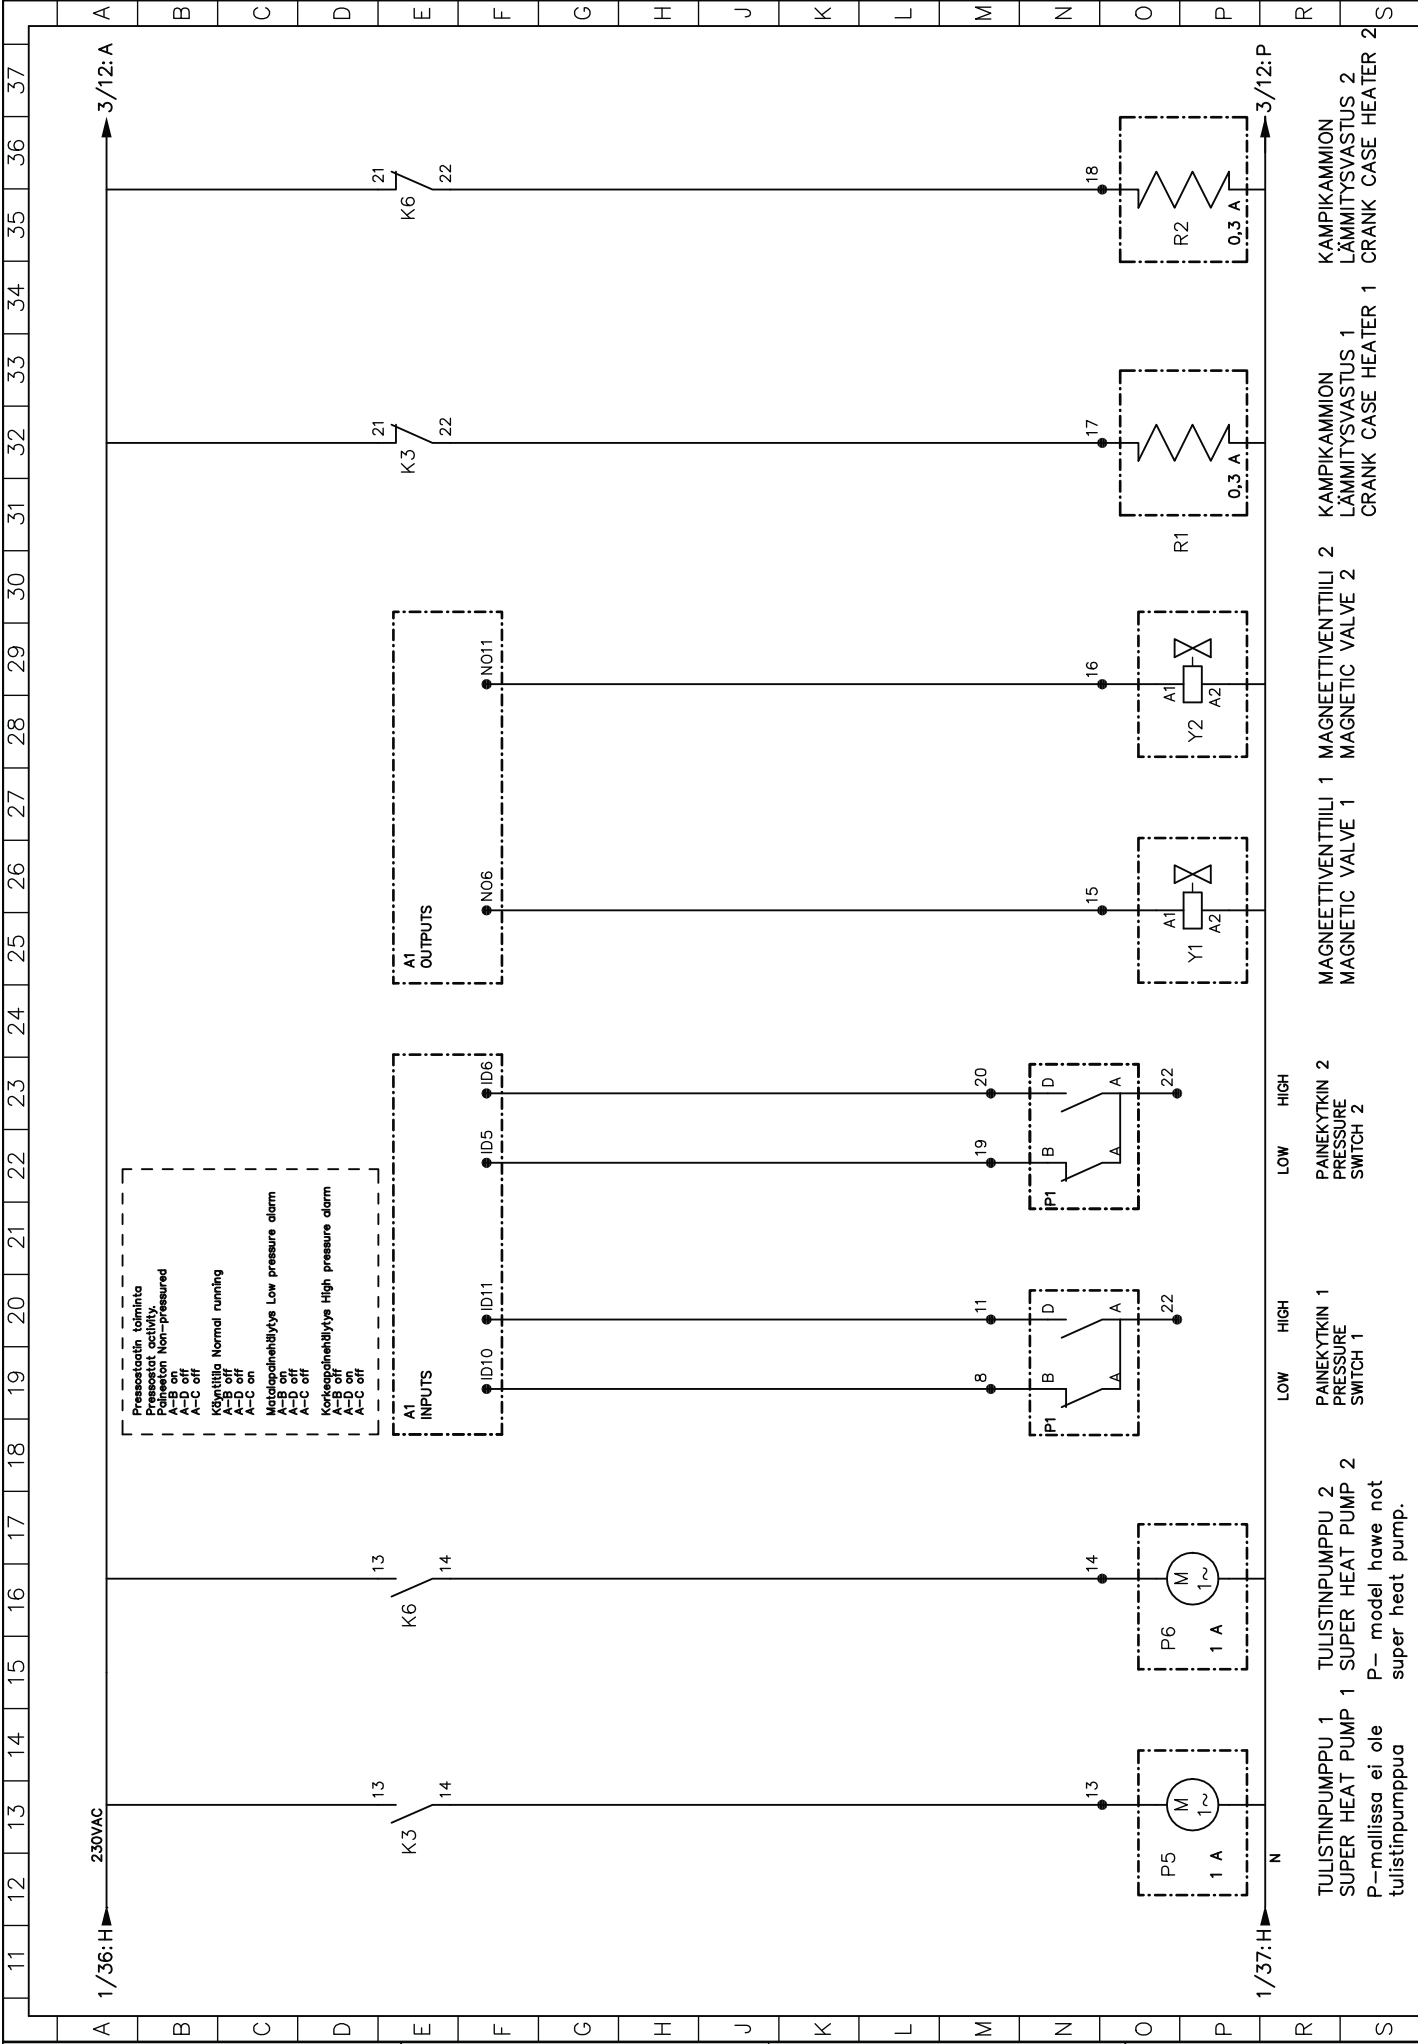 11 12 13 14 15 16 17 18 19 20 21 22 23 24 25 26 27 28 29 30 31 32 33 34 35 36 37
A
B
C
D
E
F
G
H
J
K
L
M
N
O
P
R
S
A
B
C
D
E
F
G
H
J
K
L
M
N
O
P
R
S
1/36:H
230VAC
3/12:A
Pressostaatin toiminta
Pressostat activity.
Paineeton Non-pressured
A-B on
A-D off
A-C off
Käyntitila Normal running
A-B off
A-D off
A-C on
Matalapainehälytys Low pressure alarm
A-B on
A-D off
A-C off
Korkeapainehälytys High pressure alarm
A-B off
A-D on
A-C off
K3 13 14
K6 13 14
A1
INPUTS
ID10 ID11 ID5 ID6
A1
OUTPUTS
NO6 NO11
K3 21 22
K6 21 22
8 11 19 20
13 14 15 16 17 18
P1 B D A A 22
P1 B D A A 22
P5 M 1~ 1 A
P6 M 1~ 1 A
Y1 A1 A2
Y2 A1 A2
R1 0,3 A
R2 0,3 A
1/37:H
N
3/12:P
TULISTINPUMPPU 1
SUPER HEAT PUMP 1
P-mallissa ei ole
tulistinpumppua
TULISTINPUMPPU 2
SUPER HEAT PUMP 2
P- model hawe not
super heat pump.
LOW HIGH
PAINEKYTKIN 1
PRESSURE
SWITCH 1
LOW HIGH
PAINEKYTKIN 2
PRESSURE
SWITCH 2
MAGNEETTIVENTTIILI 1
MAGNETIC VALVE 1
MAGNEETTIVENTTIILI 2
MAGNETIC VALVE 2
KAMPIKAMMION
LÄMMITYSVASTUS 1
CRANK CASE HEATER 1
KAMPIKAMMION
LÄMMITYSVASTUS 2
CRANK CASE HEATER 2